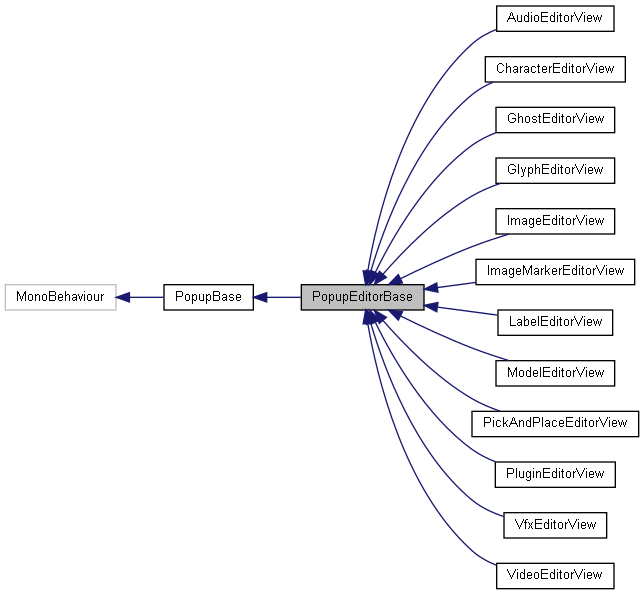 AudioEditorView
CharacterEditorView
GhostEditorView
GlyphEditorView
ImageEditorView
ImageMarkerEditorView
MonoBehaviour
PopupBase
PopupEditorBase
LabelEditorView
ModelEditorView
PickAndPlaceEditorView
PluginEditorView
VfxEditorView
VideoEditorView